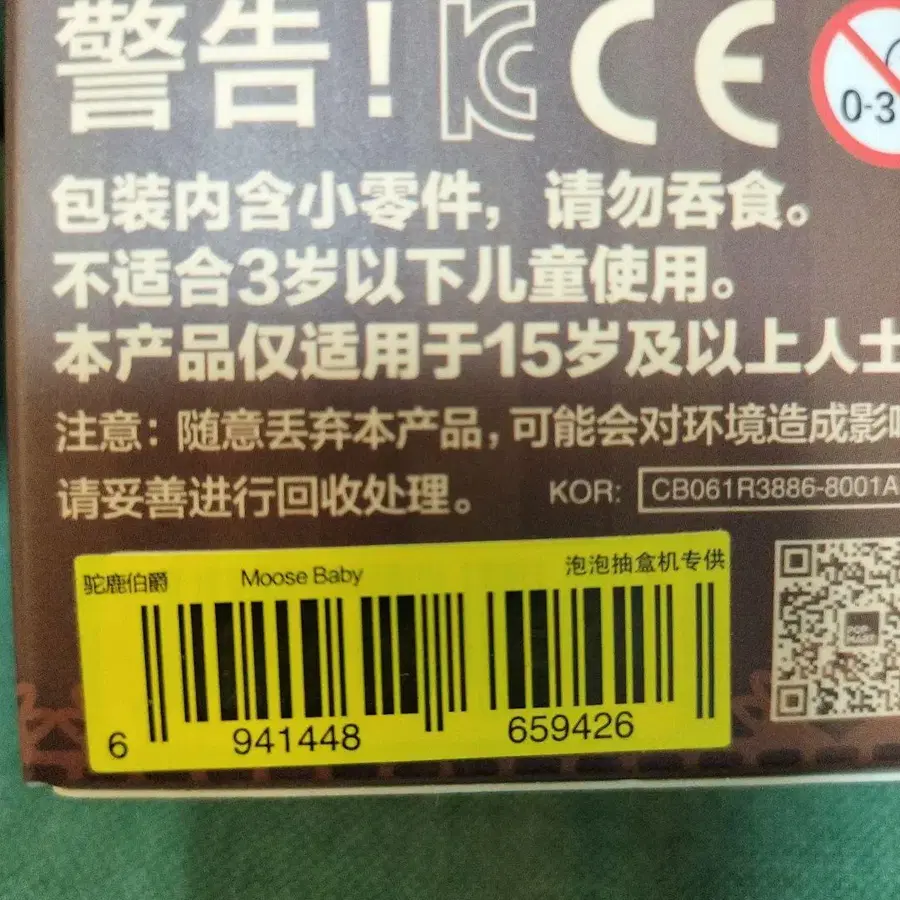 警告！ CE 0-3
包装内含小零件，请勿吞食。
不适合3岁以下儿童使用。
本产品仅适用于15岁及以上人士
注意：随意丢弃本产品，可能会对环境造成影响
请妥善进行回收处理。 KOR: CB061R3886-8001A
驼鹿伯爵 Moose Baby 泡泡抽盒机专供
6 941448 659426
POP MART